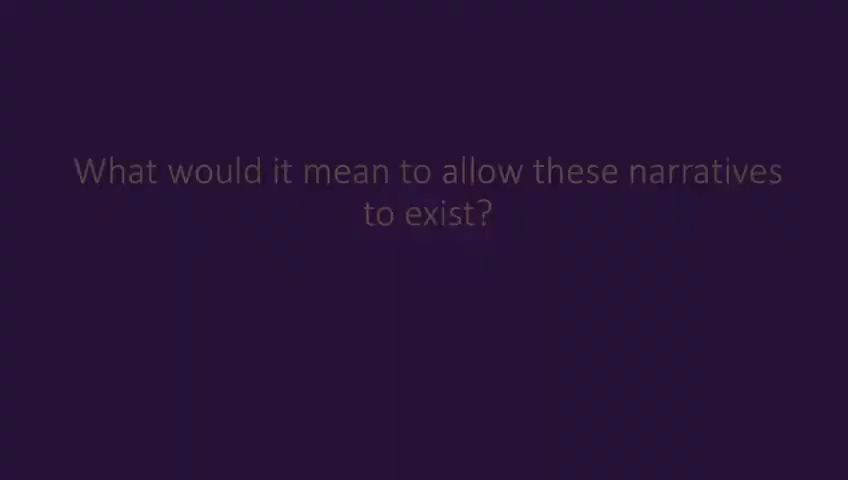 What would it mean to allow these narratives
to exist?